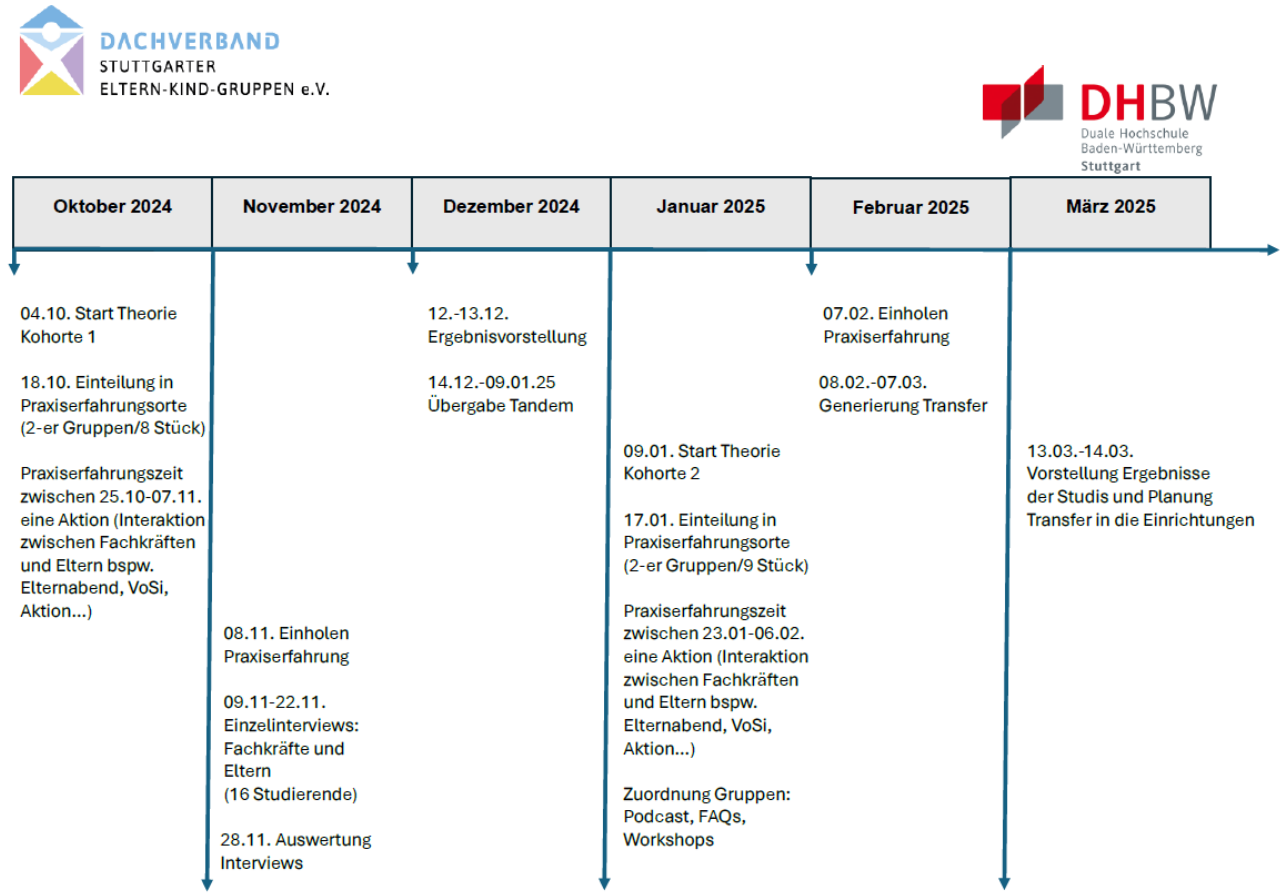 DACHVERBAND
STUTTGARTER
ELTERN-KIND-GRUPPEN e.V.
DHBW
Duale Hochschule
Baden-Württemberg
Stuttgart
Oktober 2024
November 2024
Dezember 2024
Januar 2025
Februar 2025
März 2025
04.10. Start Theorie
Kohorte 1
18.10. Einteilung in
Praxiserfahrungsorte
(2-er Gruppen/8 Stück)
Praxiserfahrungszeit
zwischen 25.10-07.11.
eine Aktion (Interaktion
zwischen Fachkräften
und Eltern bspw.
Elternabend, VoSi,
Aktion...)
08.11. Einholen
Praxiserfahrung
09.11-22.11.
Einzelinterviews:
Fachkräfte und
Eltern
(16 Studierende)
28.11. Auswertung
Interviews
12.-13.12.
Ergebnisvorstellung
14.12.-09.01.25
Übergabe Tandem
09.01. Start Theorie
Kohorte 2
17.01. Einteilung in
Praxiserfahrungsorte
(2-er Gruppen/9 Stück)
Praxiserfahrungszeit
zwischen 23.01-06.02.
eine Aktion (Interaktion
zwischen Fachkräften
und Eltern bspw.
Elternabend, VoSi,
Aktion...)
Zuordnung Gruppen:
Podcast, FAQs,
Workshops
07.02. Einholen
Praxiserfahrung
08.02.-07.03.
Generierung Transfer
13.03.-14.03.
Vorstellung Ergebnisse
der Studis und Planung
Transfer in die Einrichtungen